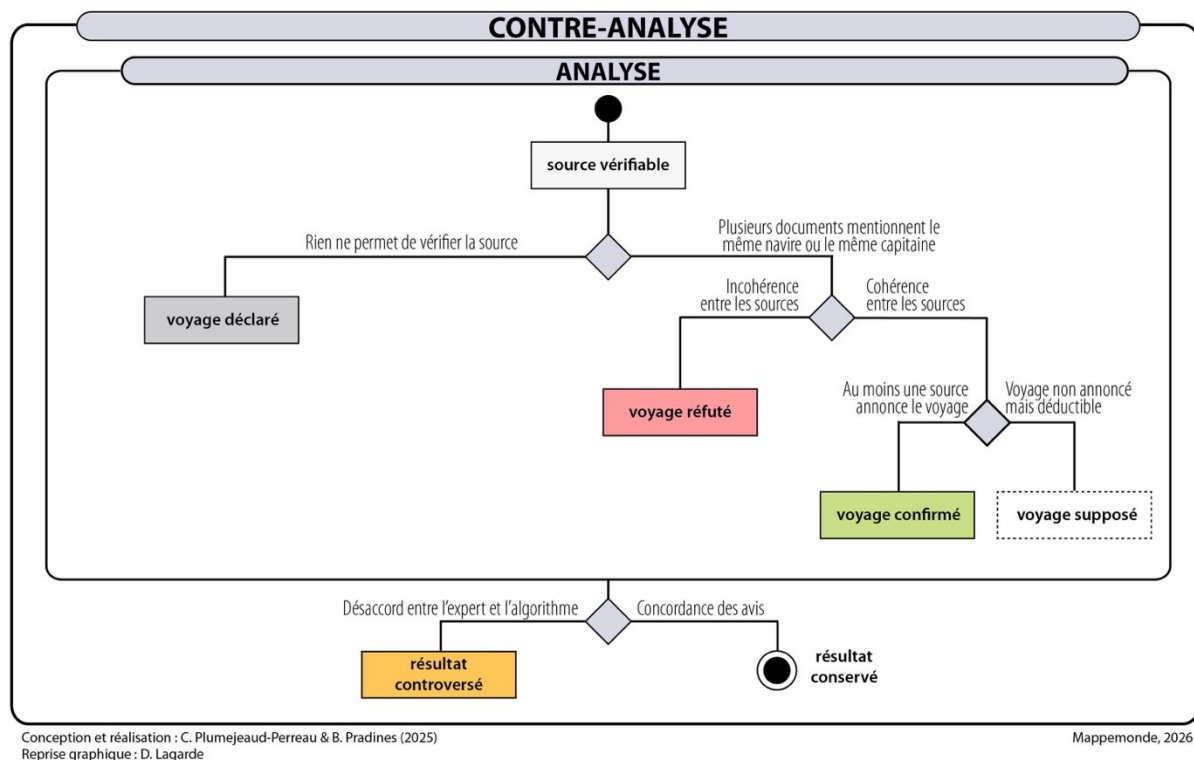 CONTRE-ANALYSE
ANALYSE
source vérifiable
Rien ne permet de vérifier la source
Plusieurs documents mentionnent le
même navire ou le même capitaine
voyage déclaré
Incohérence
entre les sources
Cohérence
entre les sources
voyage réfuté
Au moins une source
annonce le voyage
Voyage non annoncé
mais déductible
voyage confirmé
voyage supposé
Désaccord entre l'expert et l'algorithme
Concordance des avis
résultat
controversé
résultat
conservé
Conception et réalisation : C. Plumejeaud-Perreau & B. Pradines (2025)
Reprise graphique : D. Lagarde
Mappemonde, 2026